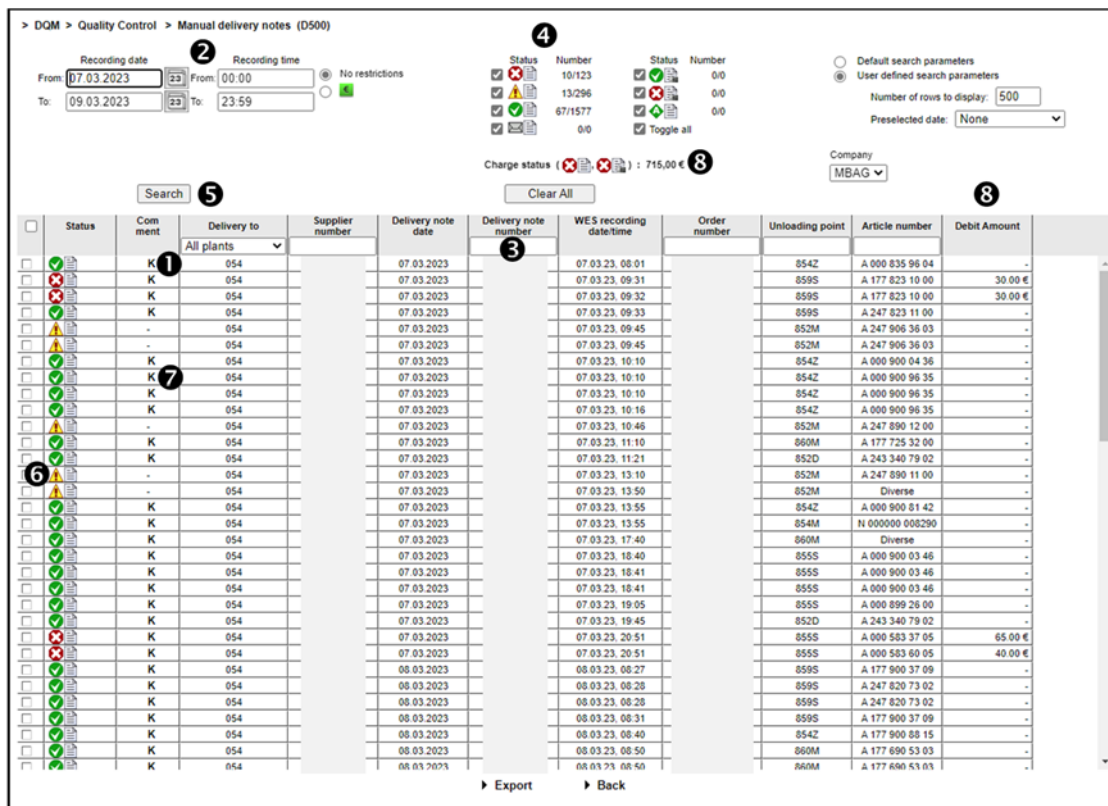 > DQM > Quality Control > Manual delivery notes (D500)
Recording date ❷ Recording time
From: 07.03.2023 23 From: 00:00 No restrictions
To: 09.03.2023 23 To: 23:59
❹
Status Number Status Number
10/123 0/0
13/296 0/0
67/1577 A 0/0
0/0 Toggle all
Default search parameters
User defined search parameters
Number of rows to display: 500
Preselected date: None
Charge status ( , ) : 715,00 € ❽
Company
MBAG
Search ❺ Clear All ❽
Status Com ment Delivery to Supplier number Delivery note date Delivery note number WES recording date/time Order number Unloading point Article number Debit Amount
All plants ❸
K ❶ 054 07.03.2023 07.03.23, 08:01 854Z A 000 835 96 04 -
K 054 07.03.2023 07.03.23, 09:31 859S A 177 823 10 00 30.00 €
K 054 07.03.2023 07.03.23, 09:32 859S A 177 823 10 00 30.00 €
K 054 07.03.2023 07.03.23, 09:33 859S A 247 823 11 00 -
- 054 07.03.2023 07.03.23, 09:45 852M A 247 906 36 03 -
- 054 07.03.2023 07.03.23, 09:45 852M A 247 906 36 03 -
K 054 07.03.2023 07.03.23, 10:10 854Z A 000 900 04 36 -
K ❼ 054 07.03.2023 07.03.23, 10:10 854Z A 000 900 96 35 -
K 054 07.03.2023 07.03.23, 10:10 854Z A 000 900 96 35 -
K 054 07.03.2023 07.03.23, 10:16 854Z A 000 900 96 35 -
- 054 07.03.2023 07.03.23, 10:46 852M A 247 890 12 00 -
K 054 07.03.2023 07.03.23, 11:10 860M A 177 725 32 00 -
K 054 07.03.2023 07.03.23, 11:21 852D A 243 340 79 02 -
❻ - 054 07.03.2023 07.03.23, 13:10 852M A 247 890 11 00 -
- 054 07.03.2023 07.03.23, 13:50 852M Diverse -
K 054 07.03.2023 07.03.23, 13:55 854Z A 000 900 81 42 -
K 054 07.03.2023 07.03.23, 13:55 854M N 000000 008290 -
K 054 07.03.2023 07.03.23, 17:40 860M Diverse -
K 054 07.03.2023 07.03.23, 18:40 855S A 000 900 03 46 -
K 054 07.03.2023 07.03.23, 18:41 855S A 000 900 03 46 -
K 054 07.03.2023 07.03.23, 18:41 855S A 000 900 03 46 -
K 054 07.03.2023 07.03.23, 19:05 855S A 000 899 26 00 -
K 054 07.03.2023 07.03.23, 19:45 852D A 243 340 79 02 -
K 054 07.03.2023 07.03.23, 20:51 855S A 000 583 37 05 65.00 €
K 054 07.03.2023 07.03.23, 20:51 855S A 000 583 60 05 40.00 €
K 054 08.03.2023 08.03.23, 08:27 859S A 177 900 37 09 -
K 054 08.03.2023 08.03.23, 08:28 859S A 247 820 73 02 -
K 054 08.03.2023 08.03.23, 08:28 859S A 247 820 73 02 -
K 054 08.03.2023 08.03.23, 08:31 859S A 177 900 37 09 -
K 054 08.03.2023 08.03.23, 08:40 854Z A 177 900 88 15 -
K 054 08.03.2023 08.03.23, 08:50 860M A 177 690 53 03 -
K 054 08.03.2023 08.03.23, 08:50 860M A 177 690 53 03 -
Export Back